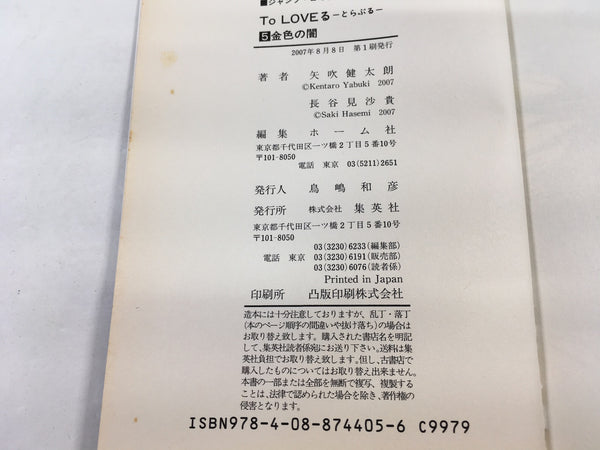 To LOVEる－とらぶる－
5金色の闇
2007年8月8日　第1刷発行
著者　矢吹健太朗
©Kentaro Yabuki 2007
長谷見沙貴
©Saki Hasemi 2007
編集　ホーム社
東京都千代田区一ツ橋2丁目5番10号
〒101-8050
電話　東京　03(5211)2651
発行人　鳥嶋和彦
発行所　株式会社　集英社
東京都千代田区一ツ橋2丁目5番10号
〒101-8050
03(3230)6233(編集部)
電話　東京　03(3230)6191(販売部)
03(3230)6076(読者係)
Printed in Japan
印刷所　凸版印刷株式会社
造本には十分注意しておりますが、乱丁・落丁
(本のページ順序の間違いや抜け落ち)の場合は
お取り替え致します。購入された書店名を明記
して、集英社読者係宛にお送り下さい。送料は集
英社負担でお取り替え致します。但し、古書店で
購入したものについてはお取り替え出来ません。
本書の一部または全部を無断で複写、複製する
ことは、法律で認められた場合を除き、著作権の
侵害となります。
ISBN978-4-08-874405-6 C9979